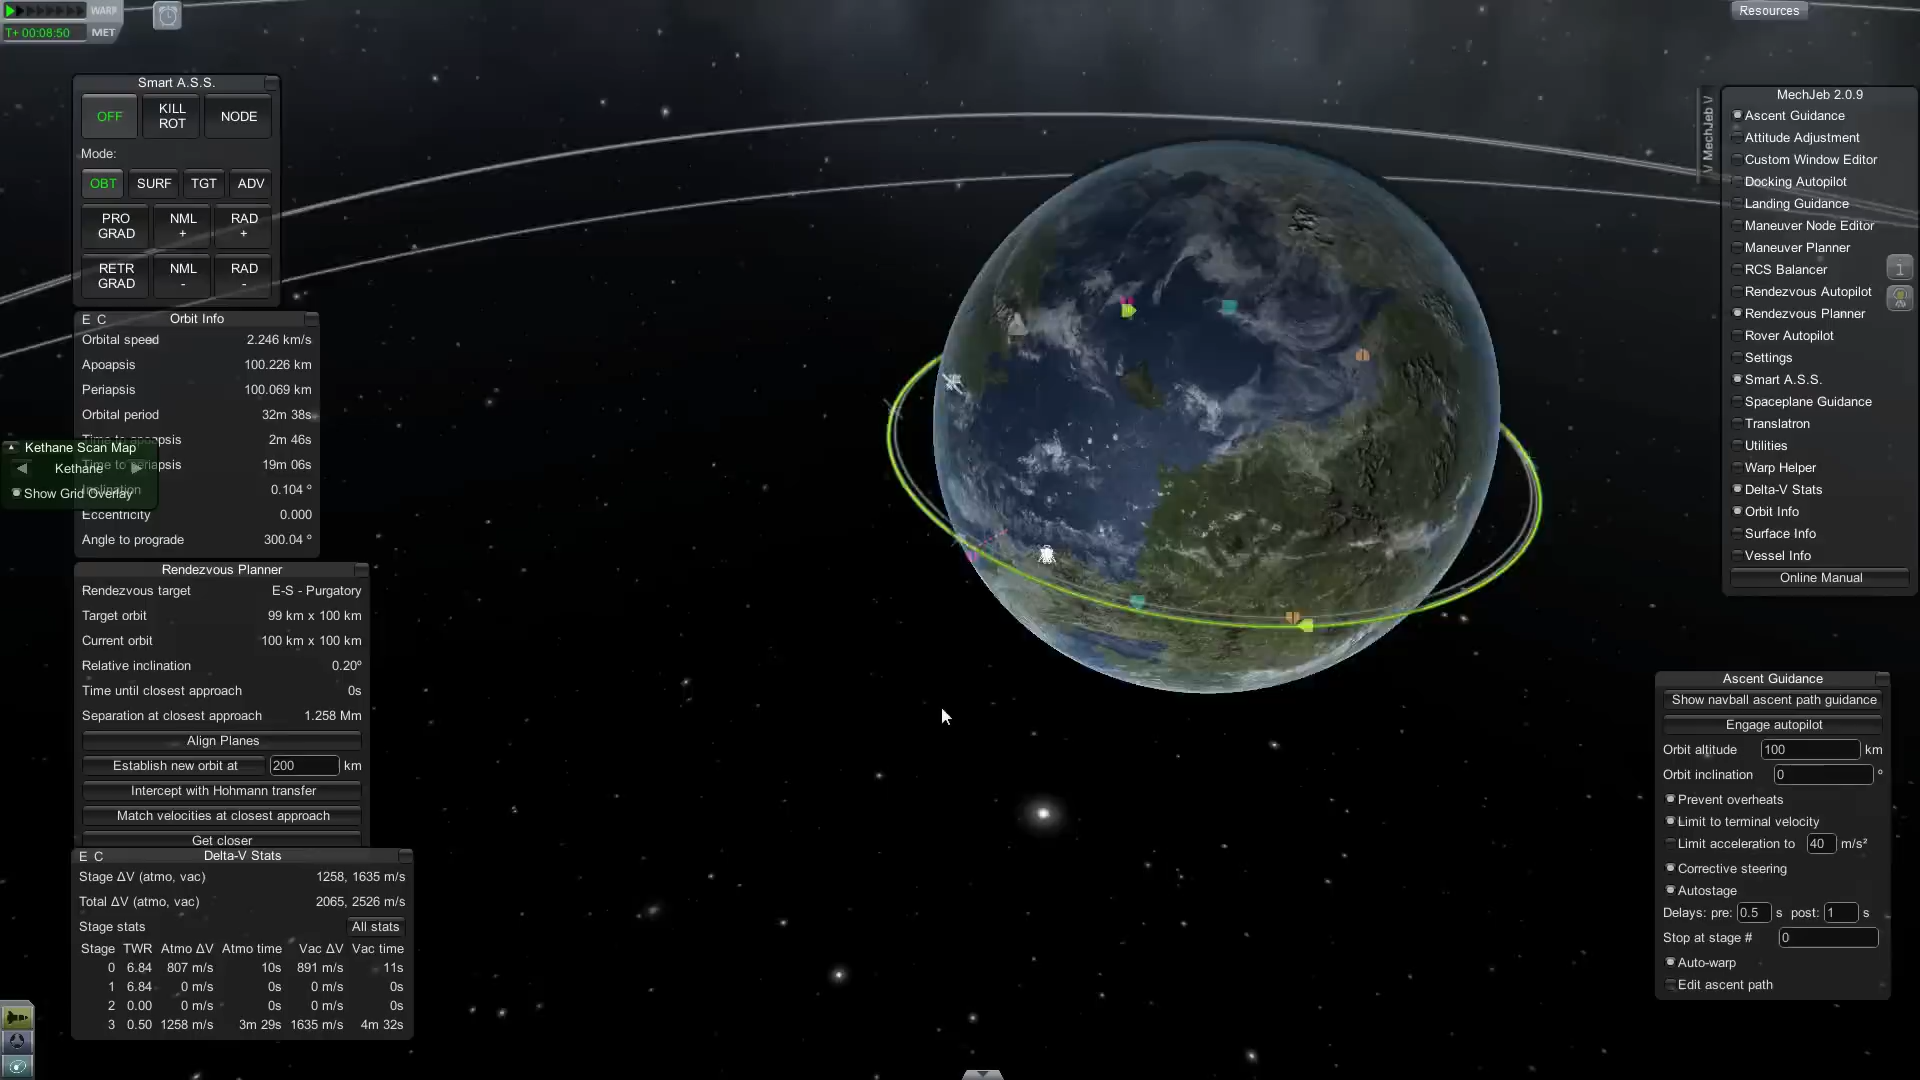 WARP
T+ 00:08:50 MET
Resources
Smart A.S.S.
OFF KILL ROT NODE
Mode:
OBT SURF TGT ADV
PRO GRAD NML + RAD +
RETR GRAD NML - RAD -
E C Orbit Info
Orbital speed 2.246 km/s
Apoapsis 100.226 km
Periapsis 100.069 km
Orbital period 32m 38s
Time to apoapsis 2m 46s
Time to periapsis 19m 06s
Inclination 0.104 °
Eccentricity 0.000
Angle to prograde 300.04 °
Kethane Scan Map
Kethane
Show Grid Overlay
Rendezvous Planner
Rendezvous target E-S - Purgatory
Target orbit 99 km x 100 km
Current orbit 100 km x 100 km
Relative inclination 0.20º
Time until closest approach 0s
Separation at closest approach 1.258 Mm
Align Planes
Establish new orbit at 200 km
Intercept with Hohmann transfer
Match velocities at closest approach
Get closer
E C Delta-V Stats
Stage ΔV (atmo, vac) 1258, 1635 m/s
Total ΔV (atmo, vac) 2065, 2526 m/s
Stage stats All stats
Stage TWR Atmo ΔV Atmo time Vac ΔV Vac time
0 6.84 807 m/s 10s 891 m/s 11s
1 6.84 0 m/s 0s 0 m/s 0s
2 0.00 0 m/s 0s 0 m/s 0s
3 0.50 1258 m/s 3m 29s 1635 m/s 4m 32s
V MechJeb V
MechJeb 2.0.9
Ascent Guidance
Attitude Adjustment
Custom Window Editor
Docking Autopilot
Landing Guidance
Maneuver Node Editor
Maneuver Planner
RCS Balancer
Rendezvous Autopilot
Rendezvous Planner
Rover Autopilot
Settings
Smart A.S.S.
Spaceplane Guidance
Translatron
Utilities
Warp Helper
Delta-V Stats
Orbit Info
Surface Info
Vessel Info
Online Manual
Ascent Guidance
Show navball ascent path guidance
Engage autopilot
Orbit altitude 100 km
Orbit inclination 0 º
Prevent overheats
Limit to terminal velocity
Limit acceleration to 40 m/s²
Corrective steering
Autostage
Delays: pre: 0.5 s post: 1 s
Stop at stage # 0
Auto-warp
Edit ascent path